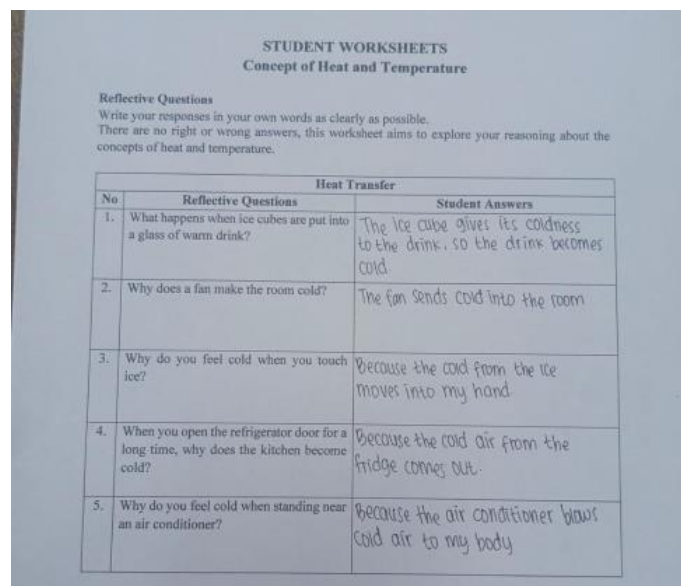 STUDENT WORKSHEETS
Concept of Heat and Temperature
Reflective Questions
Write your responses in your own words as clearly as possible.
There are no right or wrong answers, this worksheet aims to explore your reasoning about the
concepts of heat and temperature.
Heat Transfer
No Reflective Questions Student Answers
1. What happens when ice cubes are put into
a glass of warm drink?
The ice cube gives its coldness
to the drink, so the drink becomes
cold.
2. Why does a fan make the room cold?
The fan sends cold into the room
3. Why do you feel cold when you touch
ice?
Because the cold from the ice
moves into my hand
4. When you open the refrigerator door for a
long time, why does the kitchen become
cold?
Because the cold air from the
fridge comes out.
5. Why do you feel cold when standing near
an air conditioner?
Because the air conditioner blows
cold air to my body